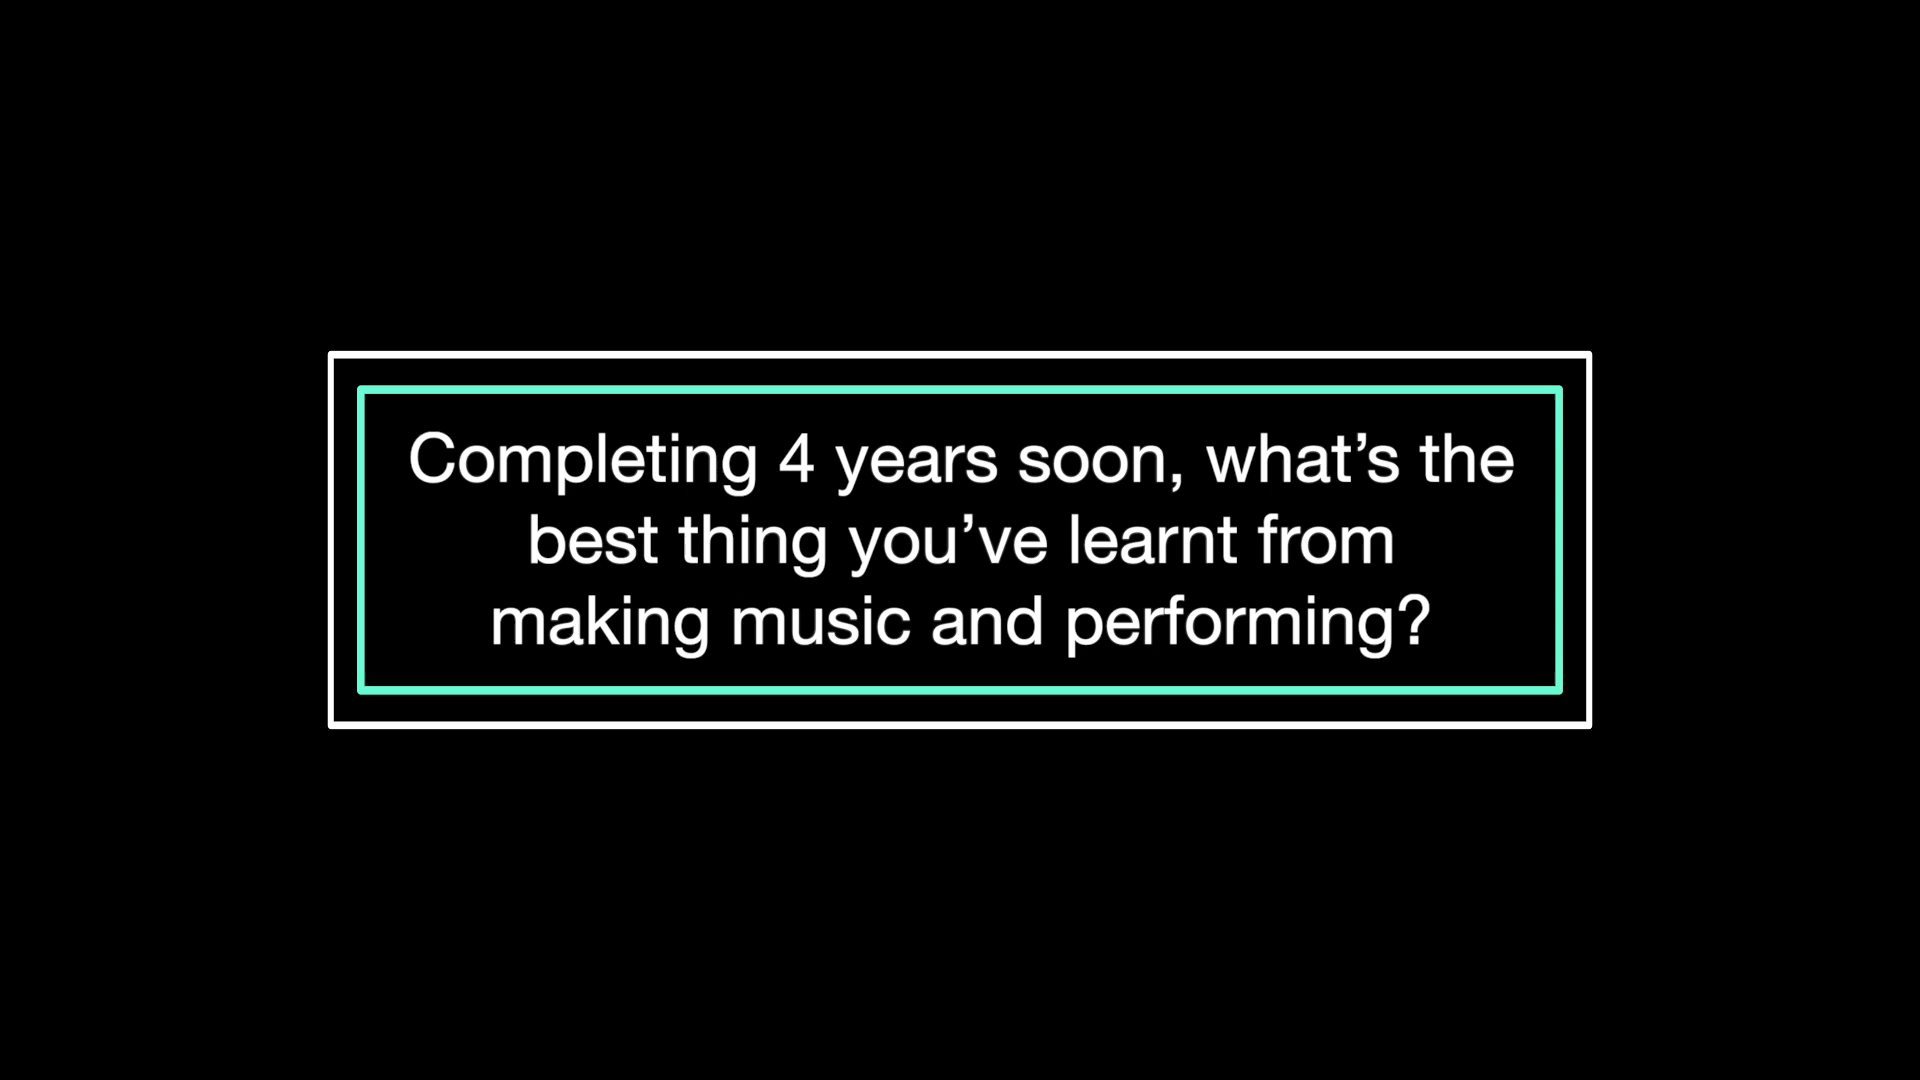 Completing 4 years soon, what’s the
best thing you’ve learnt from
making music and performing?